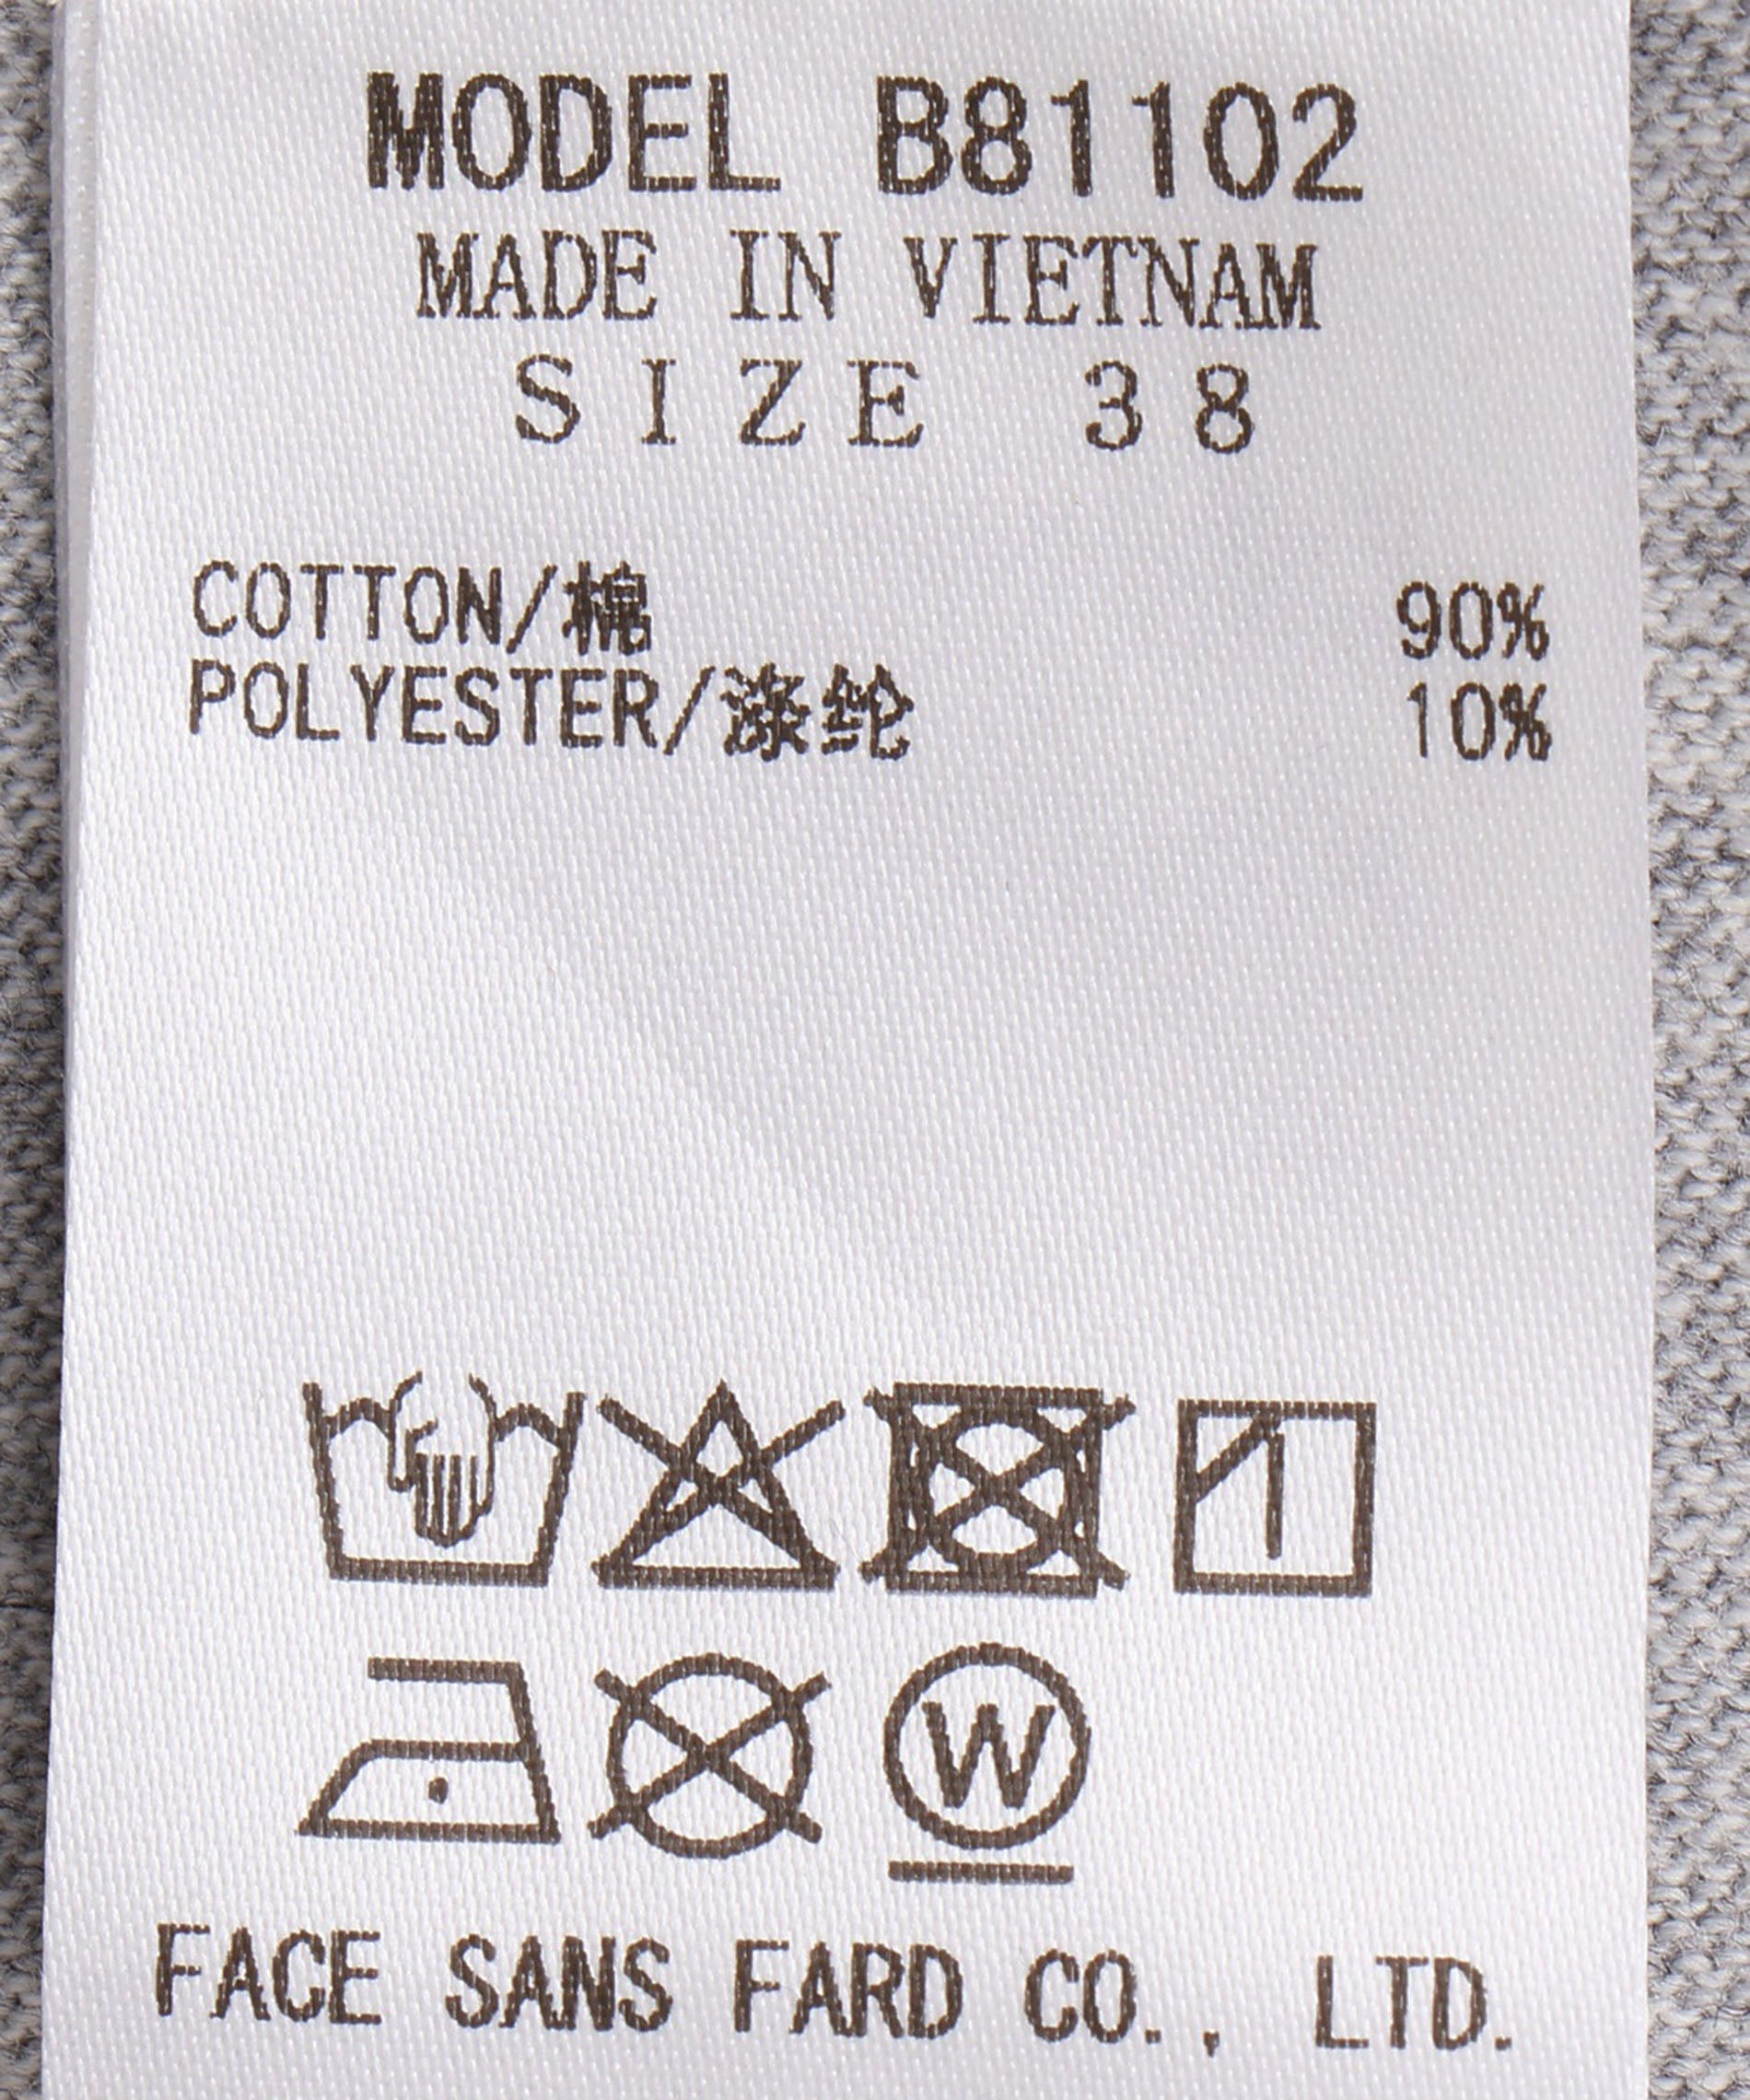 MODEL B81102
MADE IN VIETNAM
SIZE 38
COTTON/棉 90%
POLYESTER/涤纶 10%
W
FACE SANS FARD CO., LTD.